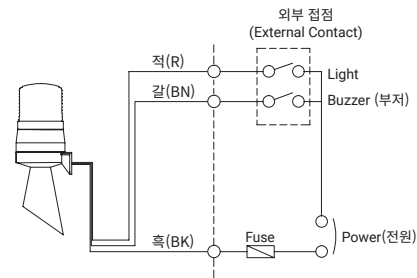 외부 접점
(External Contact)
적(R)
Light
갈(BN)
Buzzer (부저)
흑(BK)
Fuse
Power(전원)